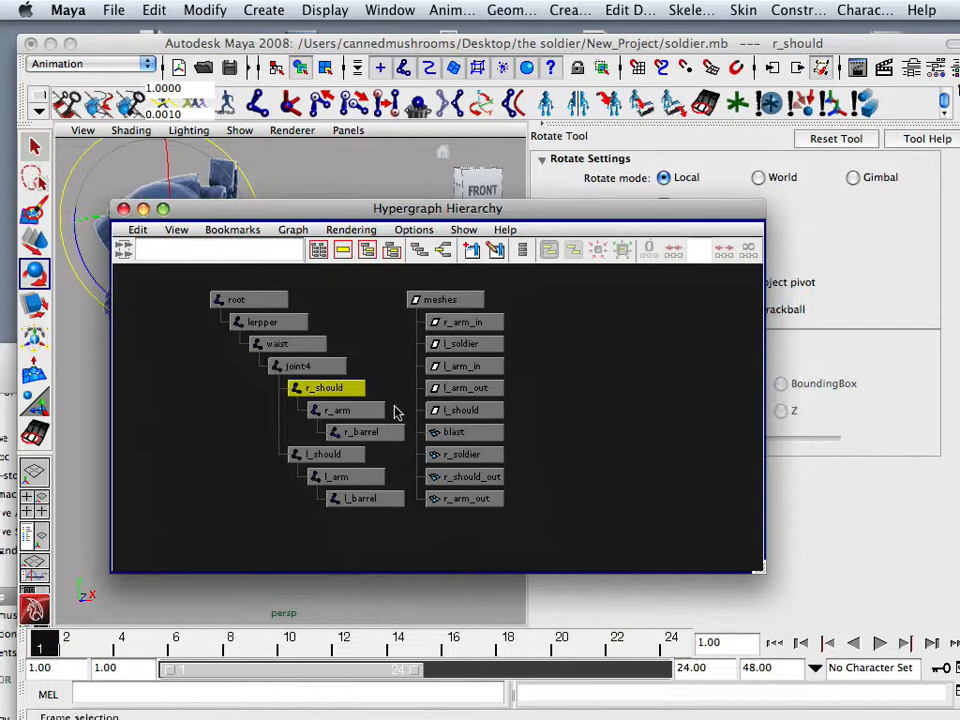 Maya File Edit Modify Create Display Window Anim... Geom... Crea... Edit D... Skele... Skin Constr... Charac... Help
Autodesk Maya 2008: /Users/cannedmushrooms/Desktop/the soldier/New_Project/soldier.mb --- r_should
Animation
1.0000
0.0010
View Shading Lighting Show Renderer Panels
Rotate Tool
Reset Tool Tool Help
Rotate Settings
Rotate mode: Local World Gimbal
FRONT
Hypergraph Hierarchy
Edit View Bookmarks Graph Rendering Options Show Help
root meshes
lerpper r_arm_in
waist l_soldier
joint4 l_arm_in
r_should l_arm_out
r_arm l_should
r_barrel blast
l_should r_soldier
l_arm r_should_out
l_barrel r_arm_out
oject pivot
ackball
BoundingBox
Z
persp
2 4 6 8 10 12 14 16 18 20 22 24
1 1.00
1.00 1.00 1 24 24.00 48.00 No Character Set
MEL
Frame selection